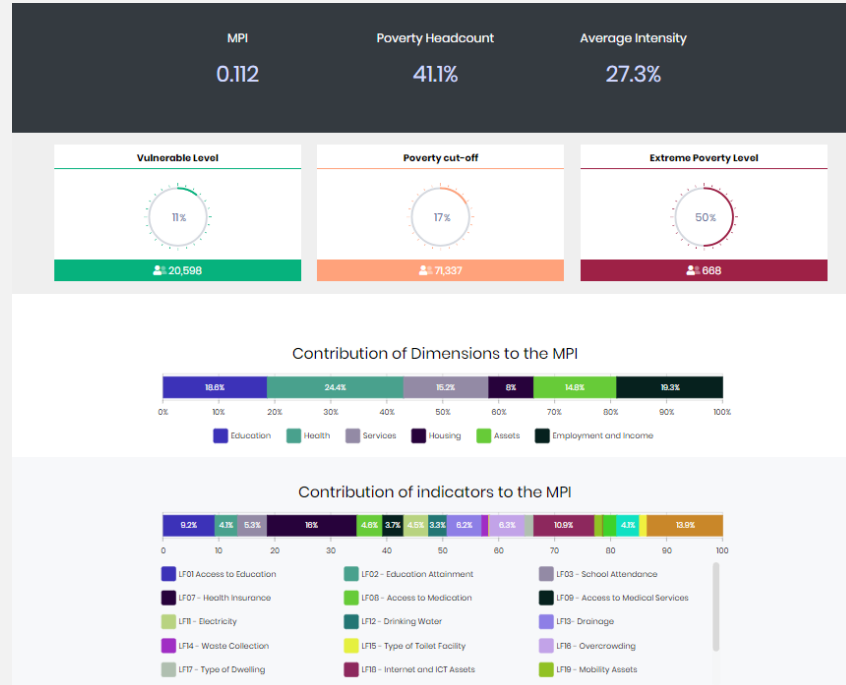 MPI Poverty Headcount Average Intensity
0.112 41.1% 27.3%
Vulnerable Level Poverty cut-off Extreme Poverty Level
11% 17% 50%
20,598 71,337 668
Contribution of Dimensions to the MPI
18.6% 24.4% 15.2% 8% 14.8% 19.3%
0% 10% 20% 30% 40% 50% 60% 70% 80% 90% 100%
Education Health Services Housing Assets Employment and Income
Contribution of indicators to the MPI
9.2% 4.1% 5.3% 16% 4.6% 3.7% 4.5% 3.3% 6.2% 6.3% 10.9% 4.1% 13.9%
0 10 20 30 40 50 60 70 80 90 100
LF01 Access to Education LF02 - Education Attainment LF03 - School Attendance
LF07 - Health Insurance LF08 - Access to Medication LF09 - Access to Medical Services
LF11 - Electricity LF12 - Drinking Water LF13- Drainage
LF14 - Waste Collection LF15 - Type of Toilet Facility LF16 - Overcrowding
LF17 - Type of Dwelling LF18 - Internet and ICT Assets LF19 - Mobility Assets